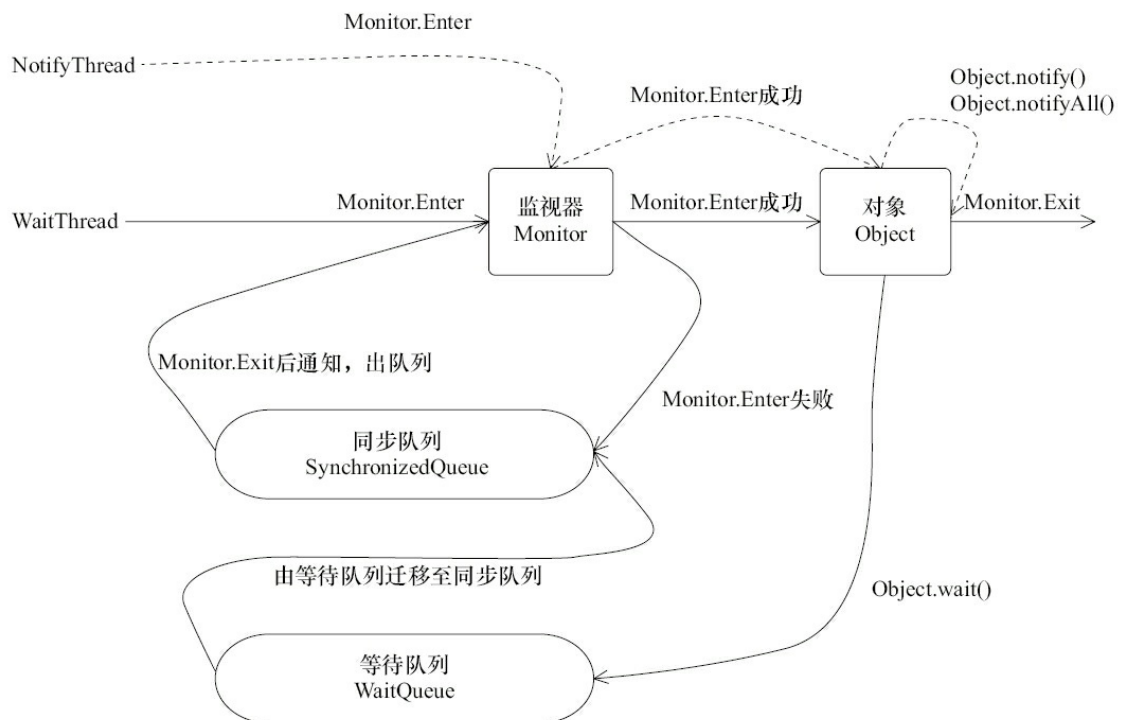 Monitor.Enter
NotifyThread
Object.notify()
Object.notifyAll()
Monitor.Enter成功
WaitThread
Monitor.Enter
监视器
Monitor
Monitor.Enter成功
对象
Object
Monitor.Exit
Monitor.Exit后通知，出队列
Monitor.Enter失败
同步队列
SynchronizedQueue
由等待队列迁移至同步队列
Object.wait()
等待队列
WaitQueue